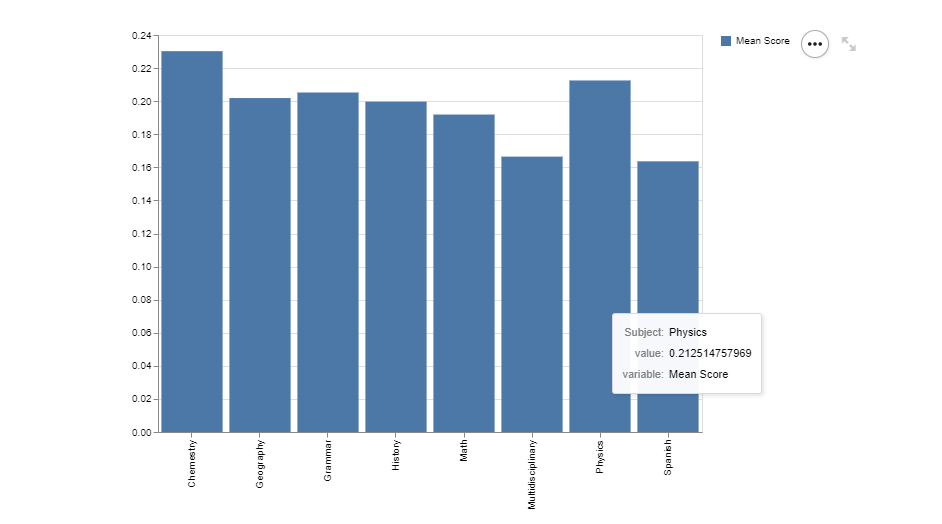 0.24
0.22
0.20
0.18
0.16
0.14
0.12
0.10
0.08
0.06
0.04
0.02
0.00
Chemestry
Geography
Grammar
History
Math
Multidisciplinary
Physics
Spanish
Mean Score
Subject: Physics
value: 0.212514757969
variable: Mean Score